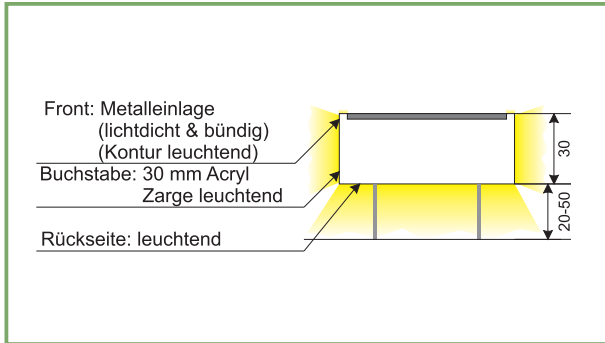 Front: Metalleinlage
(lichtdicht & bündig)
(Kontur leuchtend)
Buchstabe: 30 mm Acryl
Zarge leuchtend
Rückseite: leuchtend
30
20-50